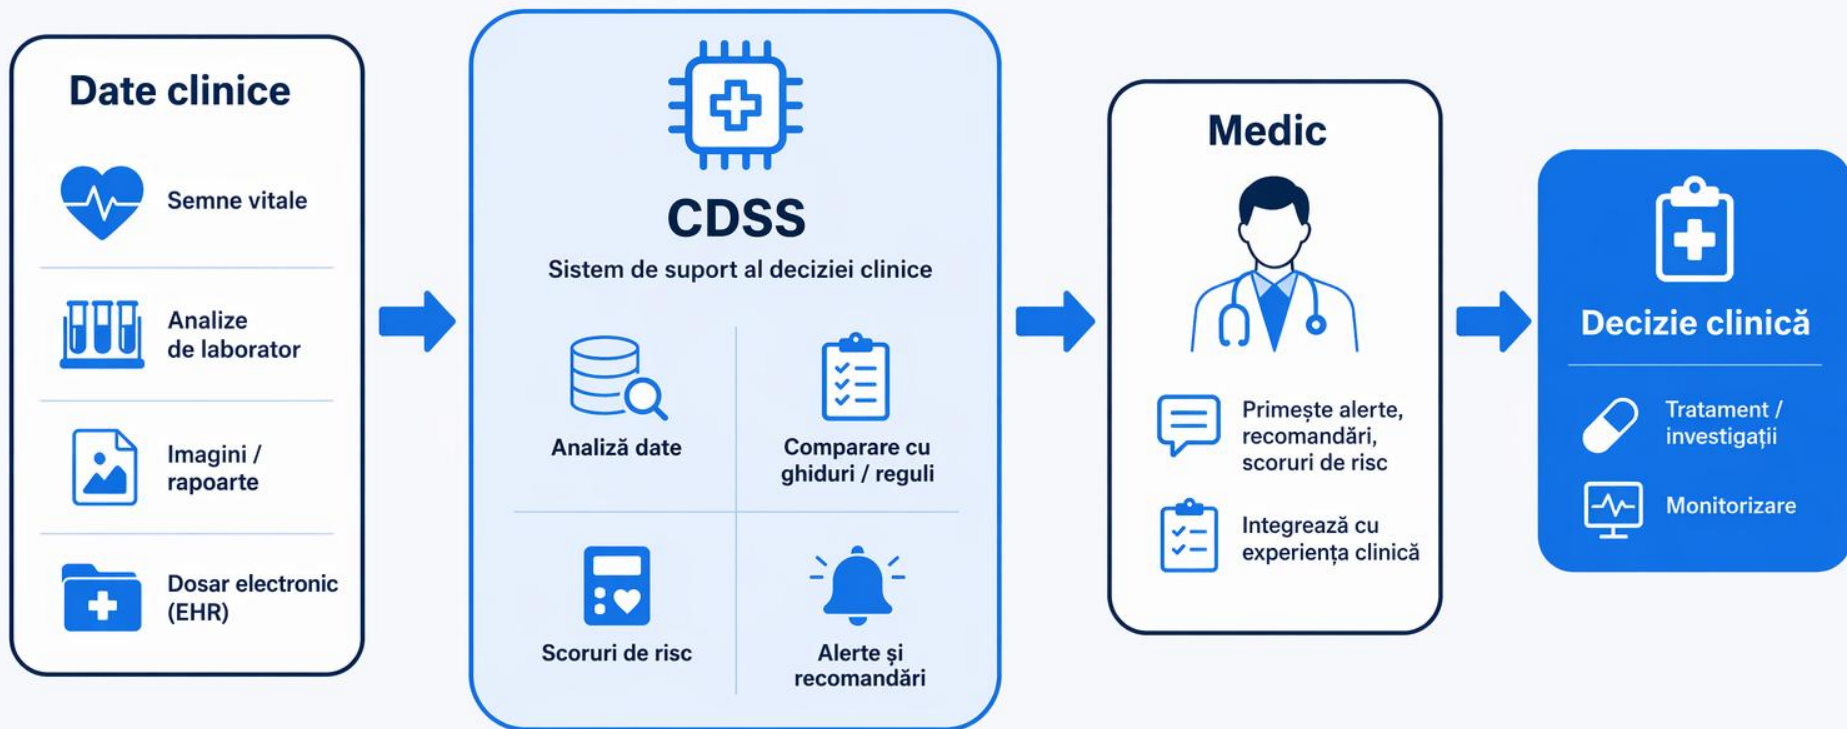 Date clinice
Semne vitale
Analize
de laborator
Imagini /
rapoarte
Dosar electronic
(EHR)
CDSS
Sistem de suport al deciziei clinice
Analiză date
Comparare cu
ghiduri / reguli
Scoruri de risc
Alerte și
recomandări
Medic
Primește alerte,
recomandări,
scoruri de risc
Integrează cu
experiența clinică
Decizie clinică
Tratament /
investigații
Monitorizare